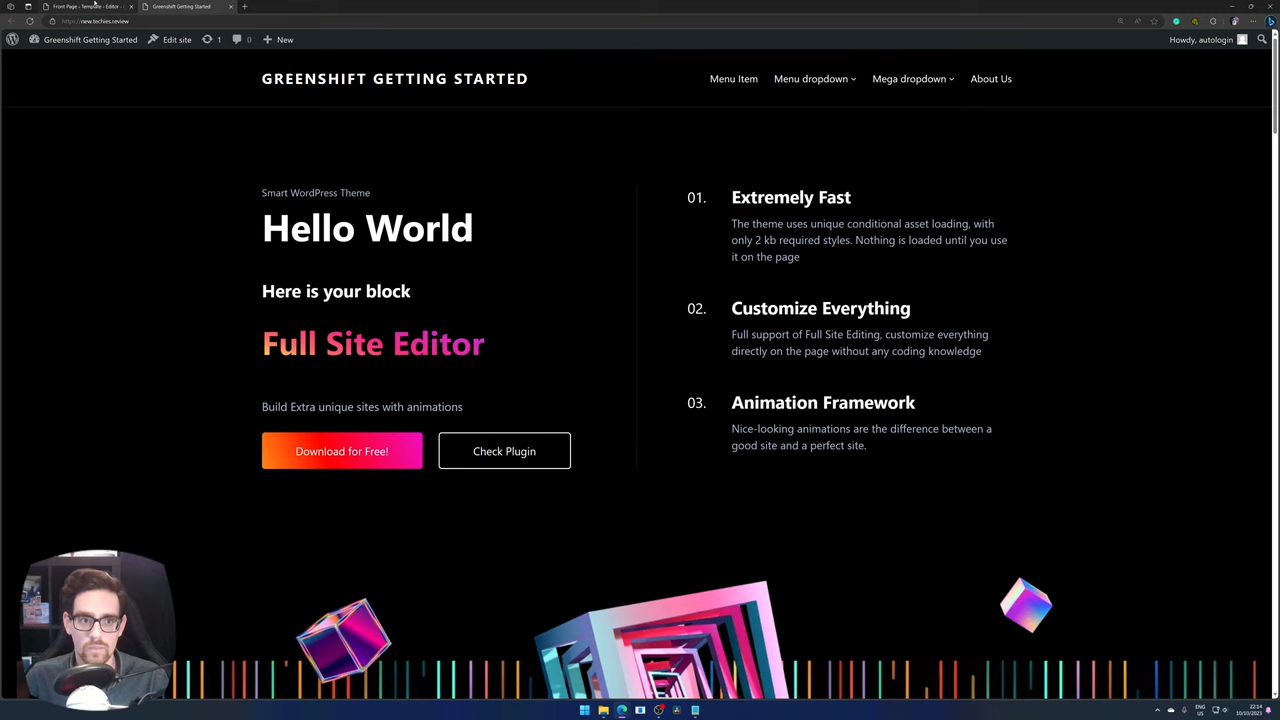 Front Page ‹ Template ‹ Editor ‹
Greenshift Getting Started
https://new.techies.review
Greenshift Getting Started
Edit site
1
0
New
Howdy, autologin
GREENSHIFT GETTING STARTED
Menu Item
Menu dropdown
Mega dropdown
About Us
Smart WordPress Theme
Hello World
Here is your block
Full Site Editor
Build Extra unique sites with animations
Download for Free!
Check Plugin
01.
Extremely Fast
The theme uses unique conditional asset loading, with
only 2 kb required styles. Nothing is loaded until you use
it on the page
02.
Customize Everything
Full support of Full Site Editing, customize everything
directly on the page without any coding knowledge
03.
Animation Framework
Nice-looking animations are the difference between a
good site and a perfect site.
ENG
US
22:14
10/10/2023